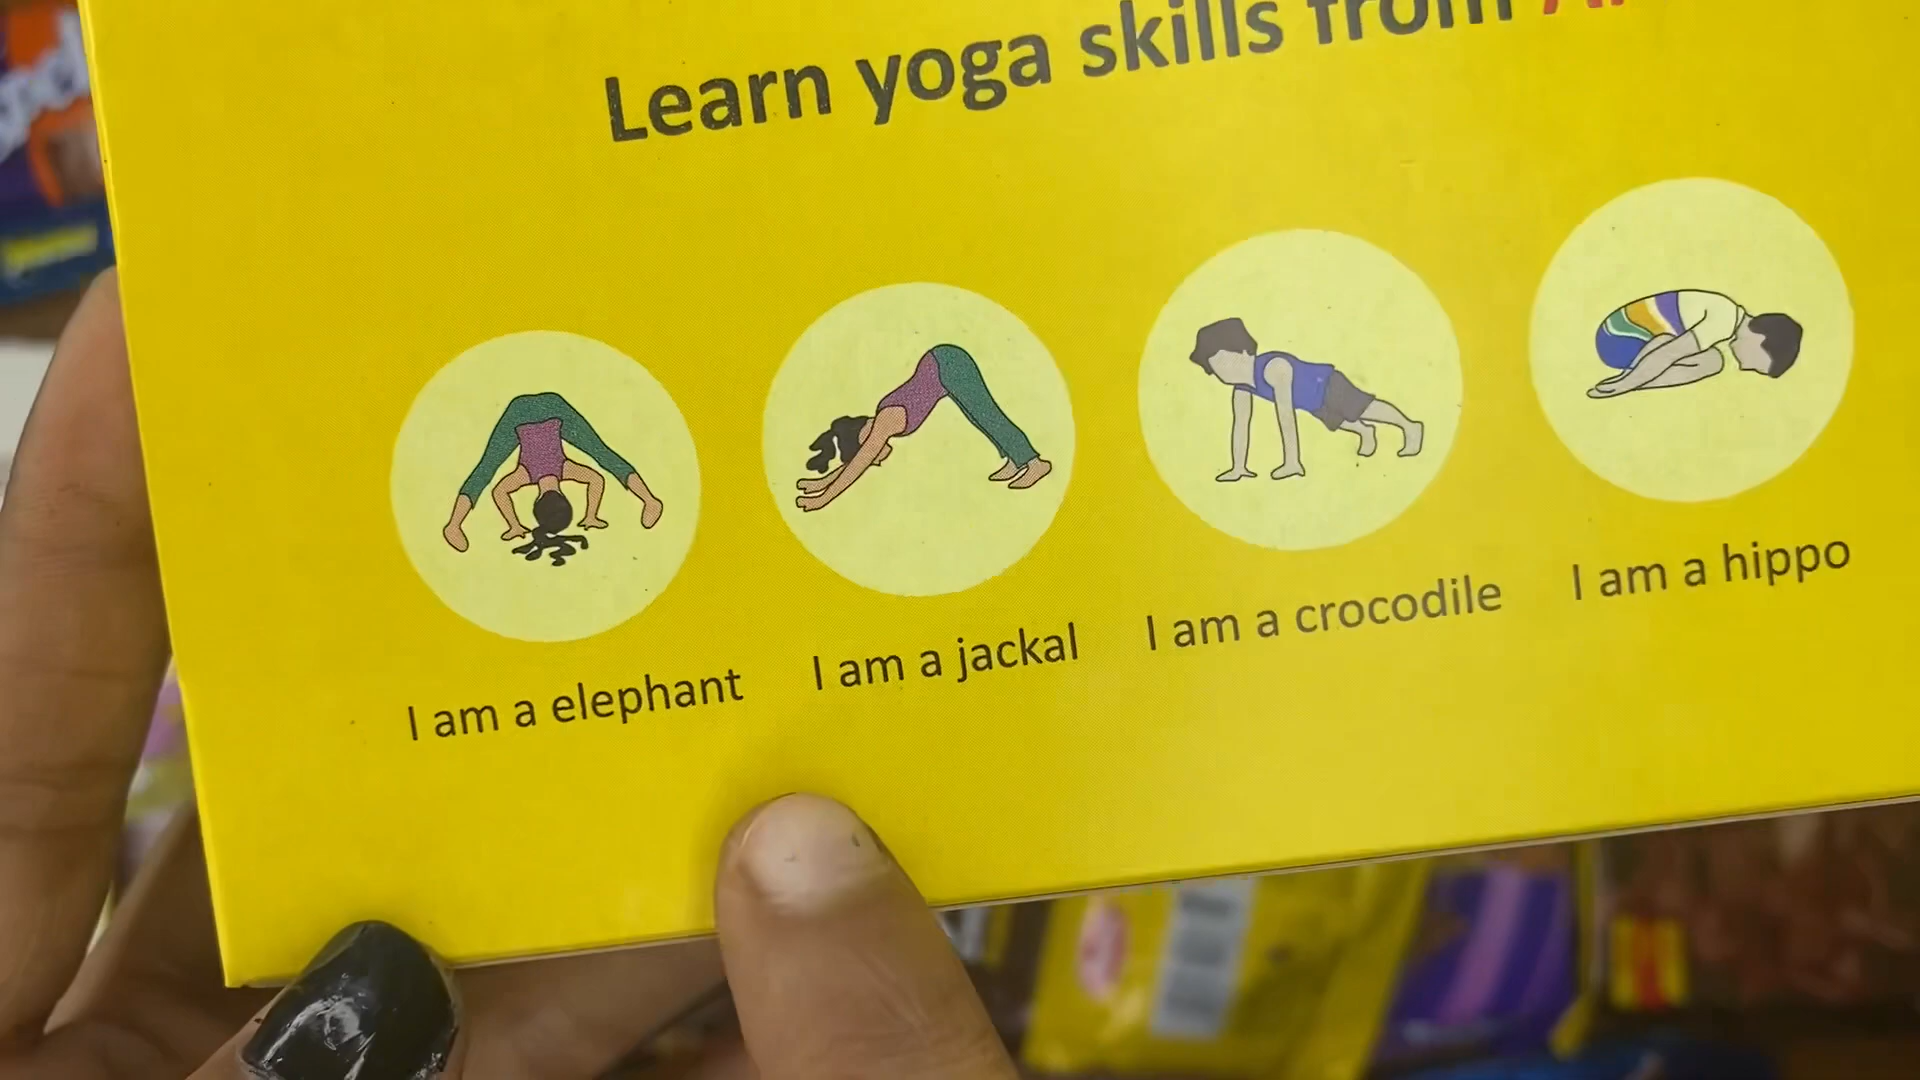 Learn yoga skills from
I am a elephant
I am a jackal
I am a crocodile
I am a hippo